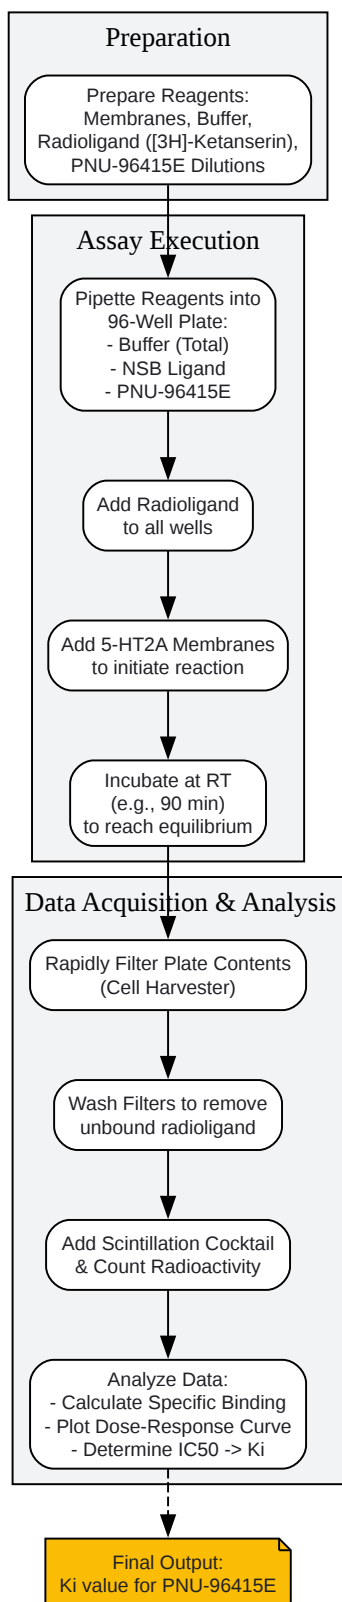 Preparation
Prepare Reagents:
Membranes, Buffer,
Radioligand ([3H]-Ketanserin),
PNU-96415E Dilutions
Assay Execution
Pipette Reagents into
96-Well Plate:
- Buffer (Total)
- NSB Ligand
- PNU-96415E
Add Radioligand
to all wells
Add 5-HT2A Membranes
to initiate reaction
Incubate at RT
(e.g., 90 min)
to reach equilibrium
Data Acquisition & Analysis
Rapidly Filter Plate Contents
(Cell Harvester)
Wash Filters to remove
unbound radioligand
Add Scintillation Cocktail
& Count Radioactivity
Analyze Data:
- Calculate Specific Binding
- Plot Dose-Response Curve
- Determine IC50 -> Ki
Final Output:
Ki value for PNU-96415E